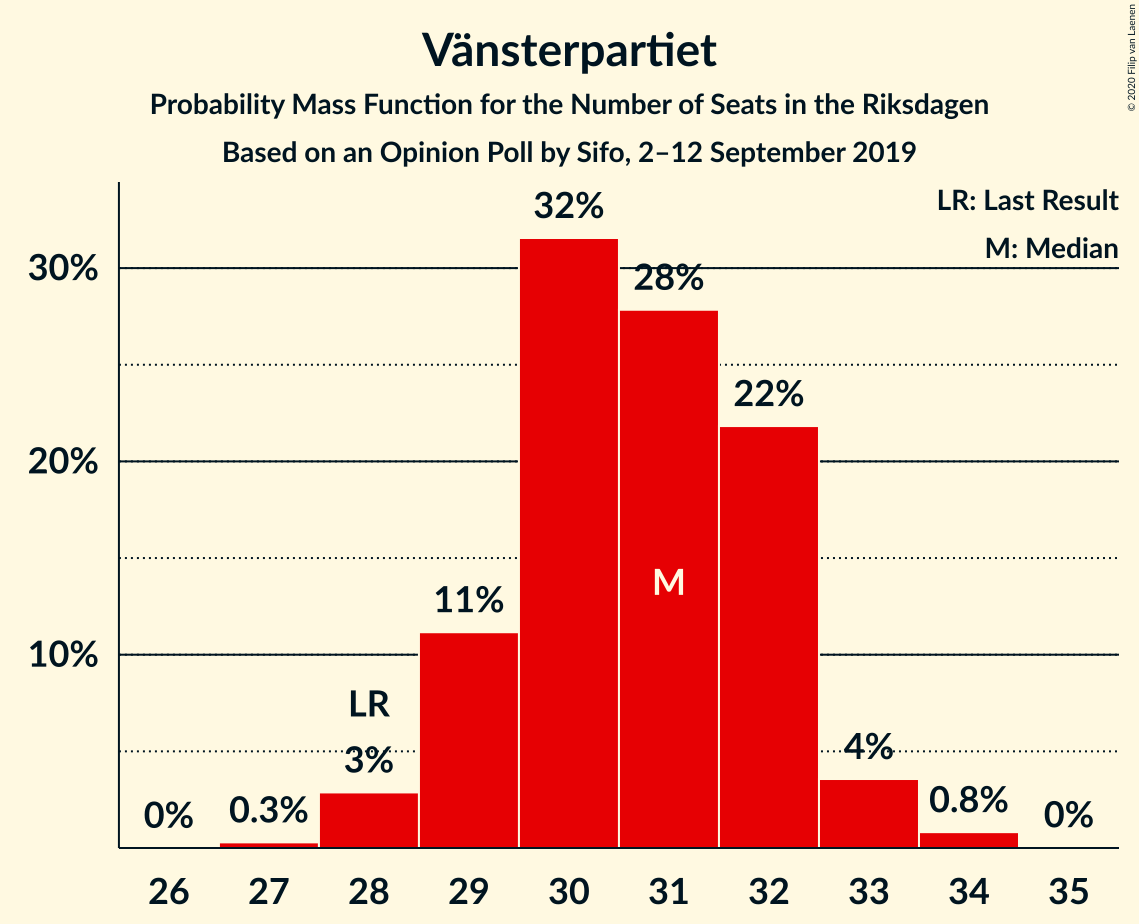 Vänsterpartiet
Probability Mass Function for the Number of Seats in the Riksdagen
Based on an Opinion Poll by Sifo, 2–12 September 2019
© 2020 Filip van Laenen
LR: Last Result
M: Median
32%
30%
28%
22%
20%
M
11%
10%
LR
3%
4%
0%
0.3%
0.8%
0%
26 27 28 29 30 31 32 33 34 35